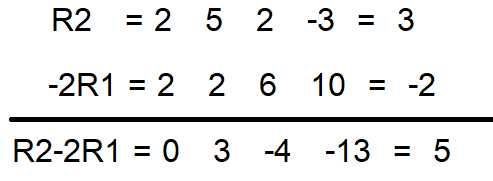 R2 = 2 5 2 -3 = 3
-2R1 = 2 2 6 10 = -2
R2-2R1 = 0 3 -4 -13 = 5